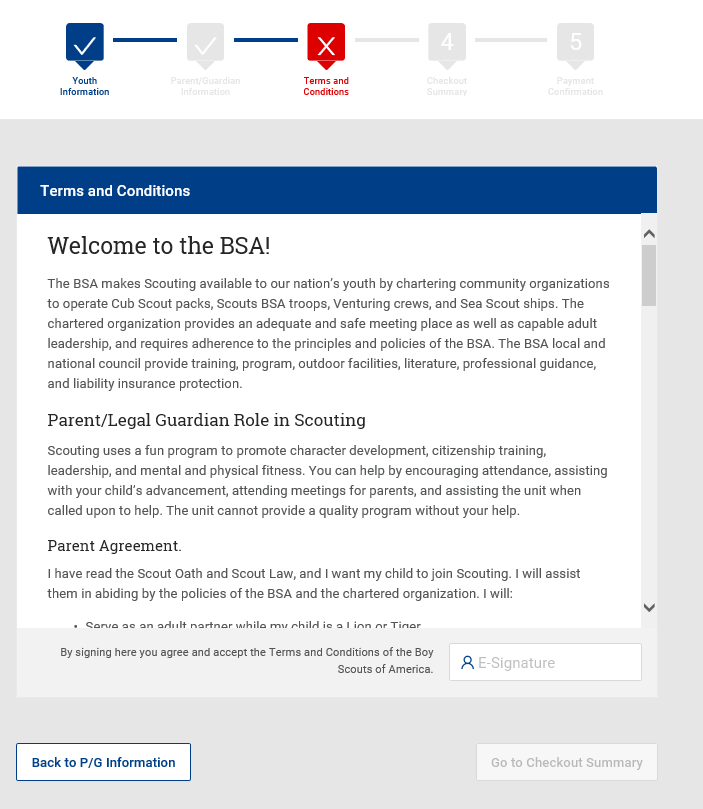 4
5
Youth
Information
Parent/Guardian
Information
Terms and
Conditions
Checkout
Summary
Payment
Confirmation
Terms and Conditions
Welcome to the BSA!
The BSA makes Scouting available to our nation's youth by chartering community organizations
to operate Cub Scout packs, Scouts BSA troops, Venturing crews, and Sea Scout ships. The
chartered organization provides an adequate and safe meeting place as well as capable adult
leadership, and requires adherence to the principles and policies of the BSA. The BSA local and
national council provide training, program, outdoor facilities, literature, professional guidance,
and liability insurance protection.
Parent/Legal Guardian Role in Scouting
Scouting uses a fun program to promote character development, citizenship training,
leadership, and mental and physical fitness. You can help by encouraging attendance, assisting
with your child's advancement, attending meetings for parents, and assisting the unit when
called upon to help. The unit cannot provide a quality program without your help.
Parent Agreement.
I have read the Scout Oath and Scout Law, and I want my child to join Scouting. I will assist
them in abiding by the policies of the BSA and the chartered organization. I will:
• Serve as an adult partner while my child is a Lion or Tiger.
By signing here you agree and accept the Terms and Conditions of the Boy
Scouts of America.
E-Signature
Back to P/G Information
Go to Checkout Summary